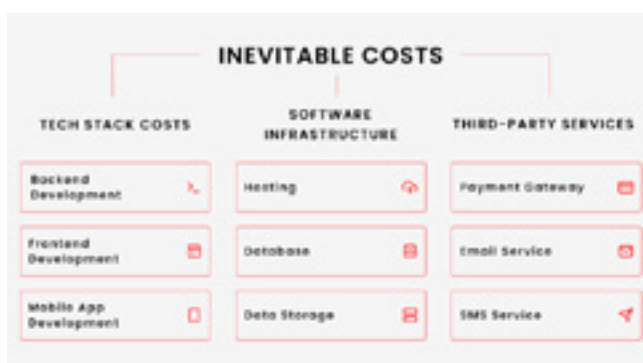 INEVITABLE COSTS
TECH STACK COSTS
SOFTWARE
INFRASTRUCTURE
THIRD-PARTY SERVICES
Backend
Development
Hosting
Payment Gateway
Frontend
Development
Database
Email Service
Mobile App
Development
Data Storage
SMS Service